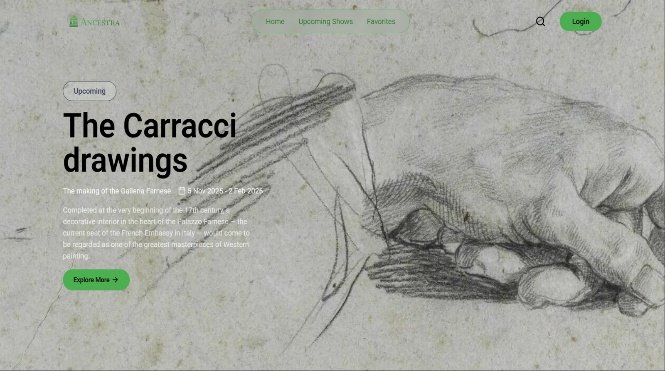 ANCESTRA
Home Upcoming Shows Favorites
Login
Upcoming
The Carracci
drawings
The making of the Galleria Farnese 5 Nov 2025 - 2 Feb 2026
Completed at the very beginning of the 17th century, a
decorative interior in the heart of the Palazzo Farnese – the
current seat of the French Embassy in Italy – would come to
be regarded as one of the greatest masterpieces of Western
painting.
Explore More →